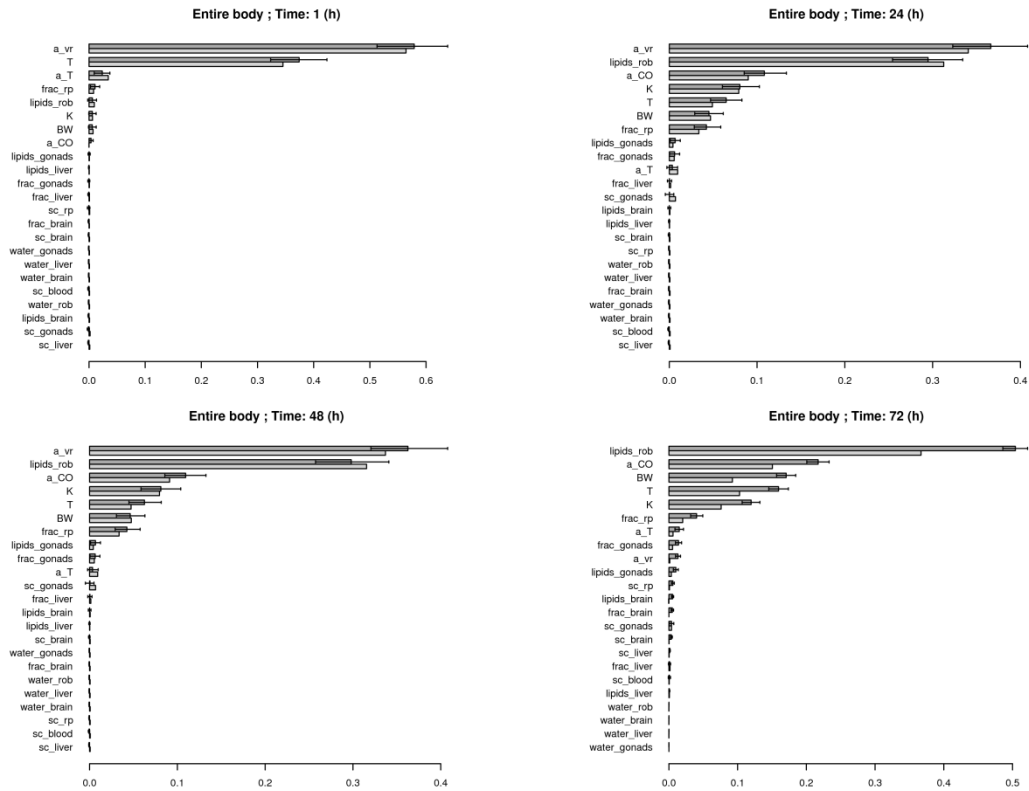 Entire body ; Time: 1 (h)
a_vr
T
a_T
frac_rp
lipids_rob
K
BW
a_CO
lipids_gonads
lipids_liver
frac_gonads
frac_liver
sc_rp
frac_brain
sc_brain
water_gonads
water_liver
water_brain
sc_blood
water_rob
lipids_brain
sc_gonads
sc_liver
0.0 0.1 0.2 0.3 0.4 0.5 0.6
Entire body ; Time: 24 (h)
a_vr
lipids_rob
a_CO
K
T
BW
frac_rp
lipids_gonads
frac_gonads
a_T
frac_liver
sc_gonads
lipids_brain
lipids_liver
sc_brain
sc_rp
water_rob
water_liver
frac_brain
water_gonads
water_brain
sc_blood
sc_liver
0.0 0.1 0.2 0.3 0.4
Entire body ; Time: 48 (h)
a_vr
lipids_rob
a_CO
K
T
BW
frac_rp
lipids_gonads
frac_gonads
a_T
sc_gonads
frac_liver
lipids_brain
lipids_liver
sc_brain
water_gonads
frac_brain
water_rob
water_liver
water_brain
sc_rp
sc_blood
sc_liver
0.0 0.1 0.2 0.3 0.4
Entire body ; Time: 72 (h)
lipids_rob
a_CO
BW
T
K
frac_rp
a_T
frac_gonads
a_vr
lipids_gonads
sc_rp
lipids_brain
frac_brain
sc_gonads
sc_brain
sc_liver
frac_liver
sc_blood
lipids_liver
water_rob
water_brain
water_liver
water_gonads
0.0 0.1 0.2 0.3 0.4 0.5